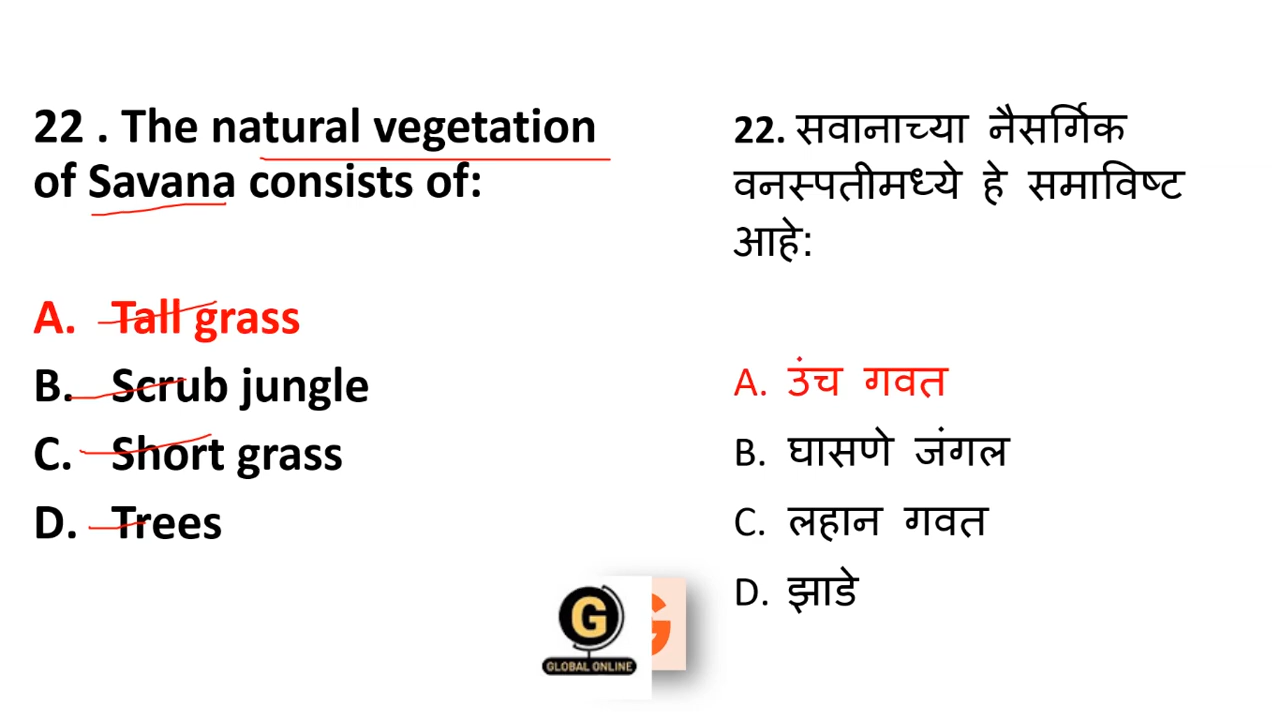 22 . The natural vegetation
of Savana consists of:
A. Tall grass
B. Scrub jungle
C. Short grass
D. Trees
22. सवानाच्या नैसर्गिक
वनस्पतीमध्ये हे समाविष्ट
आहे:
A. उंच गवत
B. घासणे जंगल
C. लहान गवत
D. झाडे
G
GLOBAL ONLINE
G